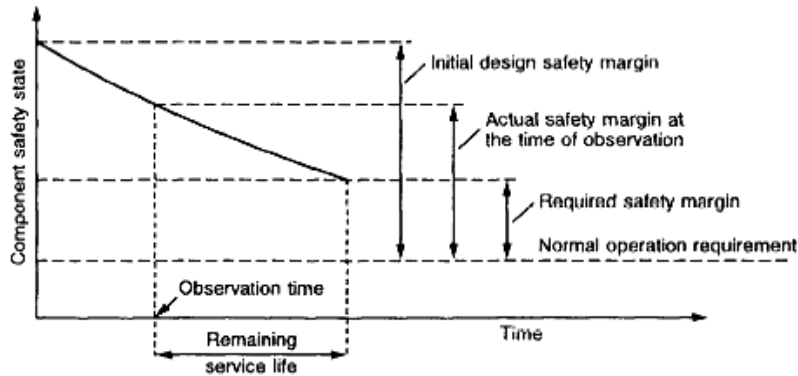 Component safety state
Initial design safety margin
Actual safety margin at
the time of observation
Required safety margin
Normal operation requirement
Observation time
Time
Remaining
service life